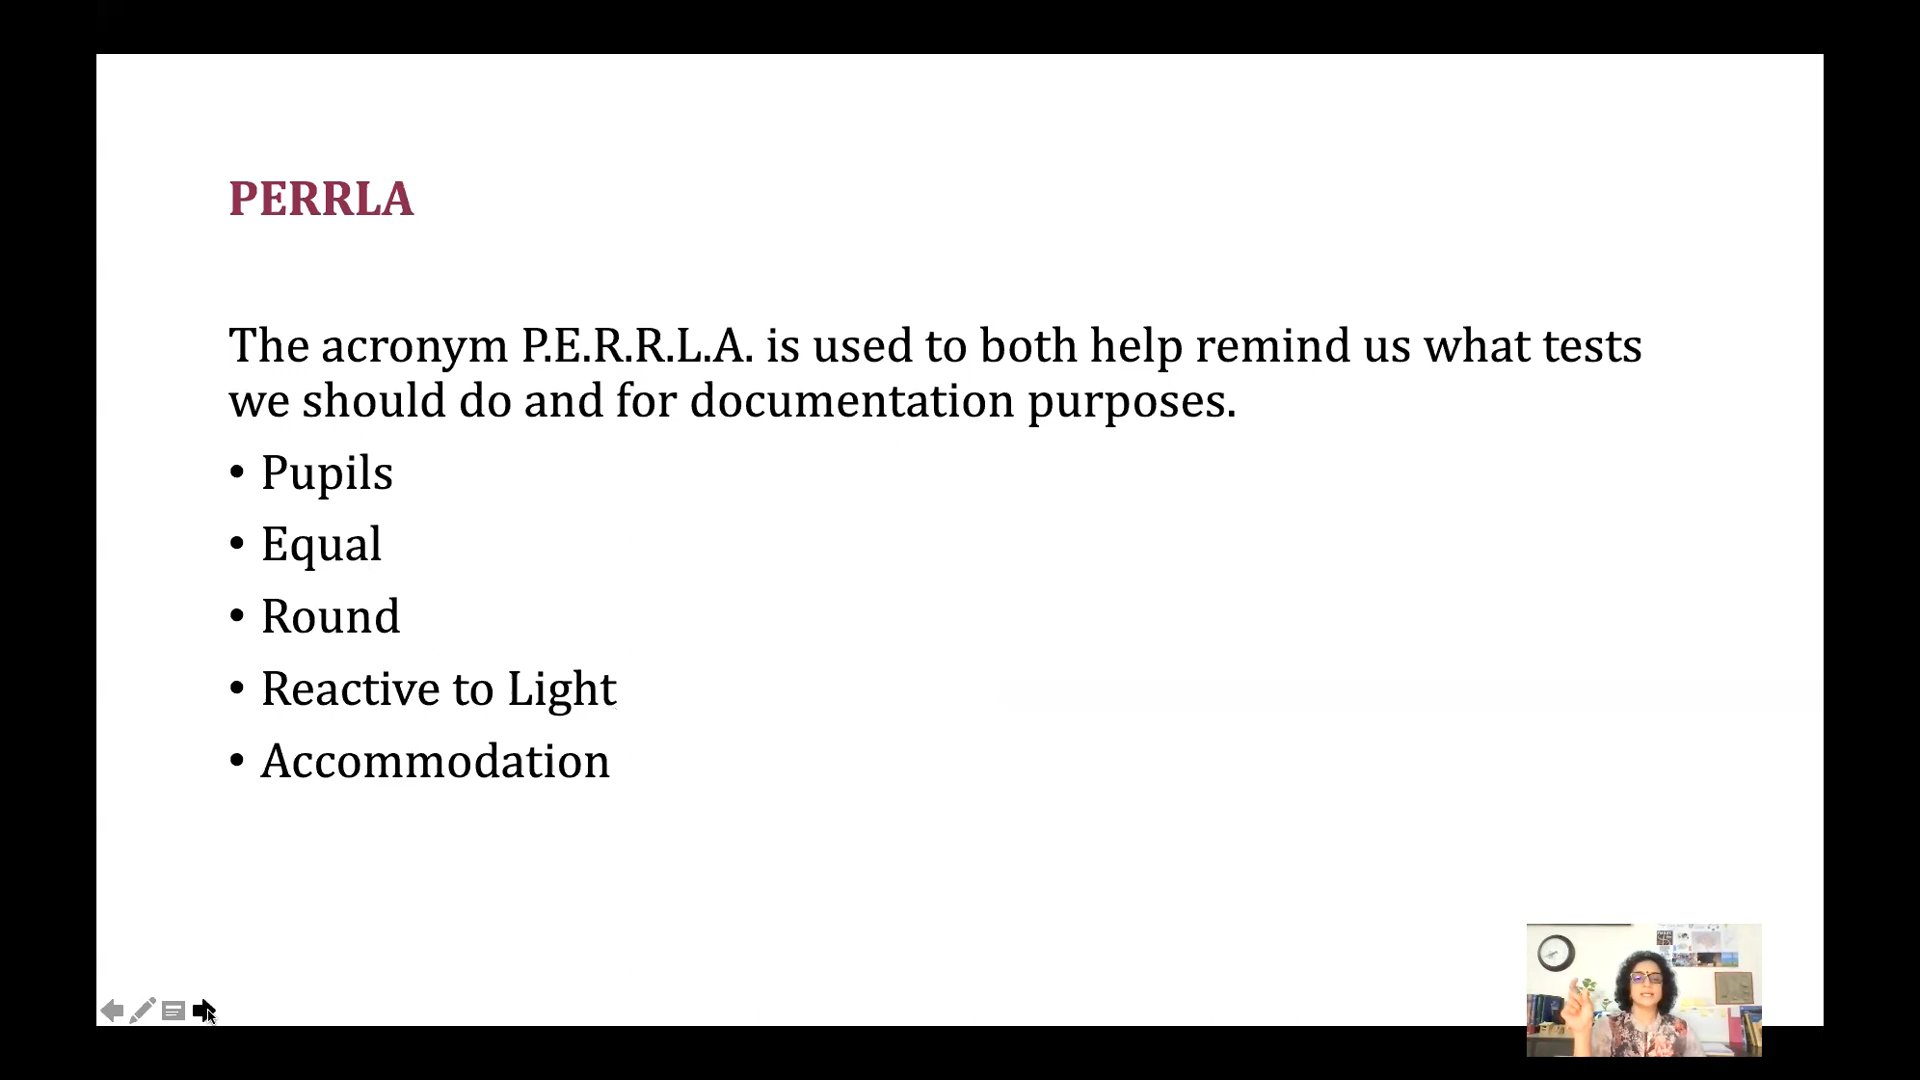 PERRLA
The acronym P.E.R.R.L.A. is used to both help remind us what tests
we should do and for documentation purposes.
• Pupils
• Equal
• Round
• Reactive to Light
• Accommodation